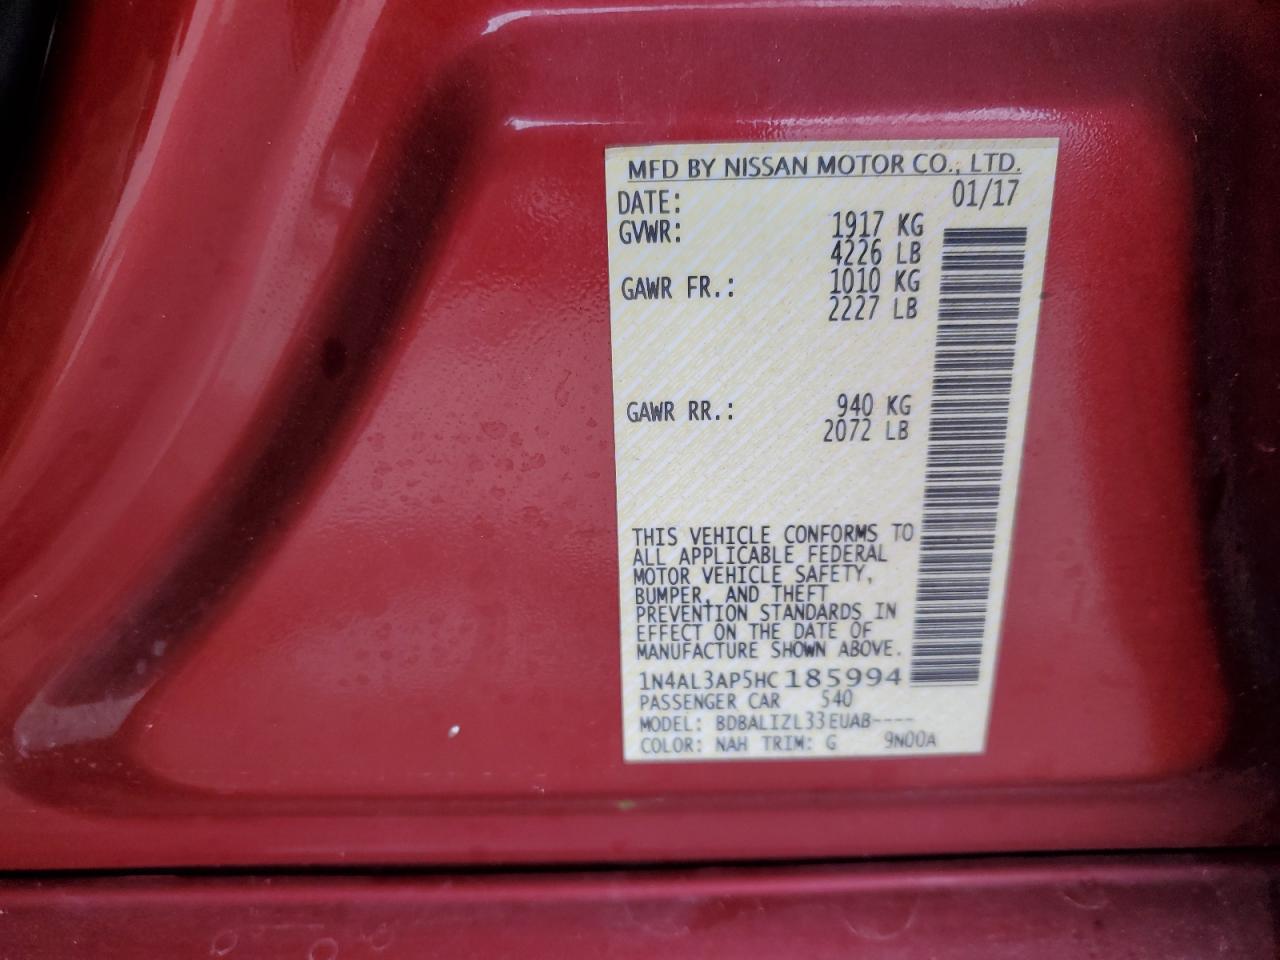 MFD BY NISSAN MOTOR CO., LTD.
DATE: 01/17
GVWR: 1917 KG
4226 LB
GAWR FR.: 1010 KG
2227 LB
GAWR RR.: 940 KG
2072 LB
THIS VEHICLE CONFORMS TO
ALL APPLICABLE FEDERAL
MOTOR VEHICLE SAFETY,
BUMPER, AND THEFT
PREVENTION STANDARDS IN
EFFECT ON THE DATE OF
MANUFACTURE SHOWN ABOVE.
1N4AL3AP5HC185994
PASSENGER CAR 540
MODEL: BDBALIZL33EUAB----
COLOR: NAH TRIM: G 9N00A